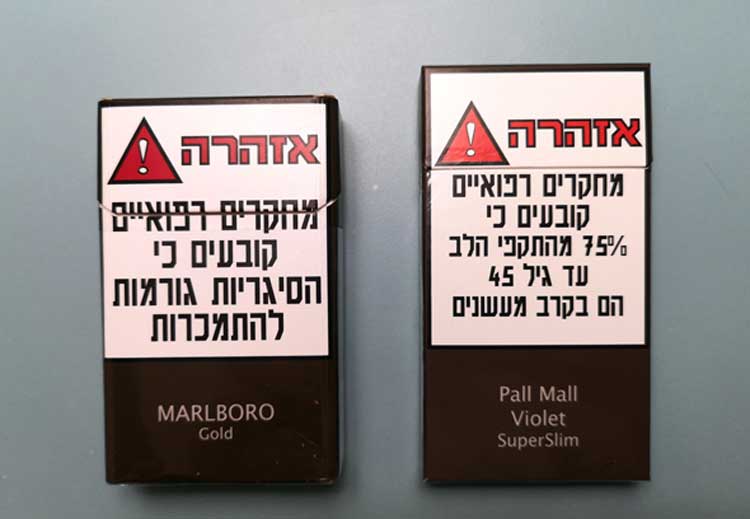 אזהרה
מחקרים רפואיים
קובעים כי
הסיגריות גורמות
להתמכרות
MARLBORO
Gold
אזהרה
מחקרים רפואיים
קובעים כי
75% מהתקפי הלב
עד גיל 45
הם בקרב מעשנים
Pall Mall
Violet
SuperSlim